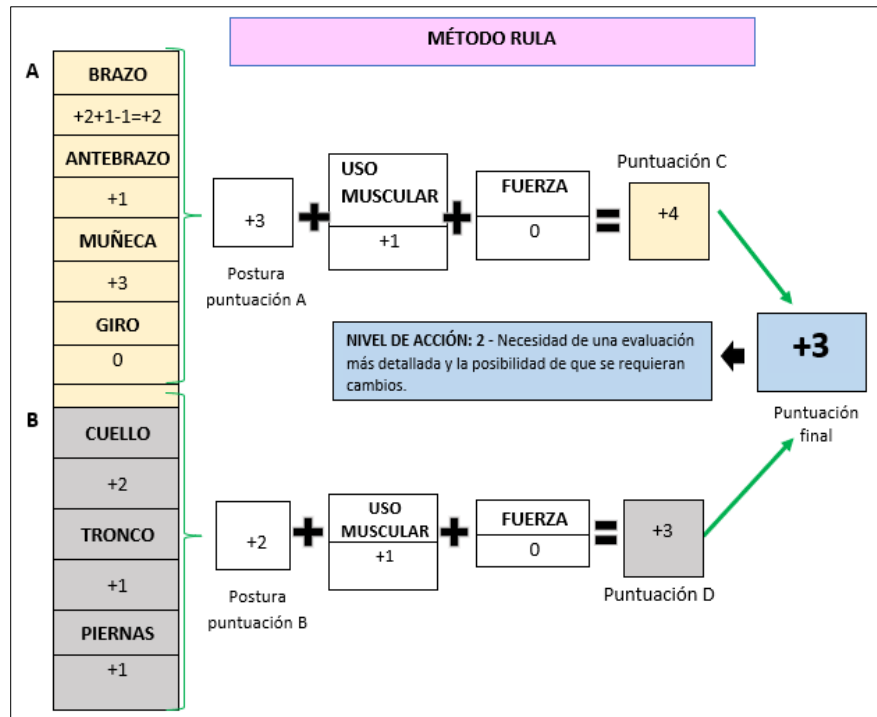 MÉTODO RULA
A
BRAZO
+2+1-1=+2
ANTEBRAZO
+1
MUÑECA
+3
GIRO
0
+3
Postura
puntuación A
USO
MUSCULAR
+1
FUERZA
0
Puntuación C
+4
NIVEL DE ACCIÓN: 2 - Necesidad de una evaluación
más detallada y la posibilidad de que se requieran
cambios.
+3
Puntuación
final
B
CUELLO
+2
TRONCO
+1
PIERNAS
+1
+2
Postura
puntuación B
USO
MUSCULAR
+1
FUERZA
0
+3
Puntuación D